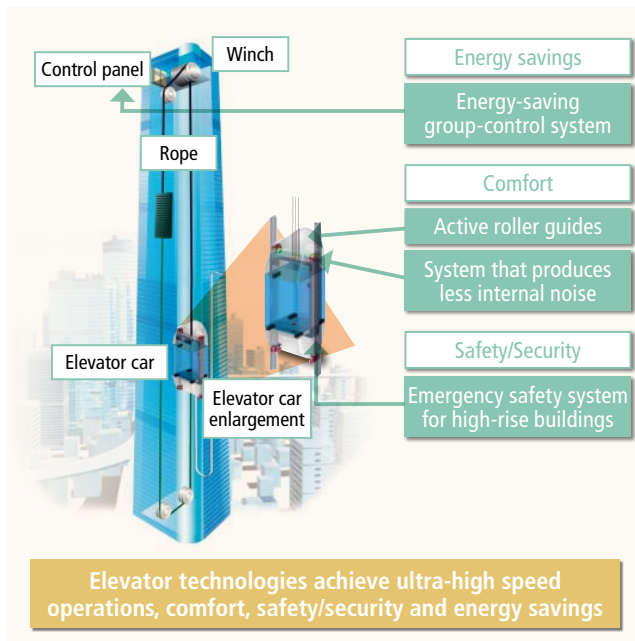 Winch
Control panel
Rope
Elevator car
Elevator car
enlargement
Energy savings
Energy-saving
group-control system
Comfort
Active roller guides
System that produces
less internal noise
Safety/Security
Emergency safety system
for high-rise buildings
Elevator technologies achieve ultra-high speed
operations, comfort, safety/security and energy savings